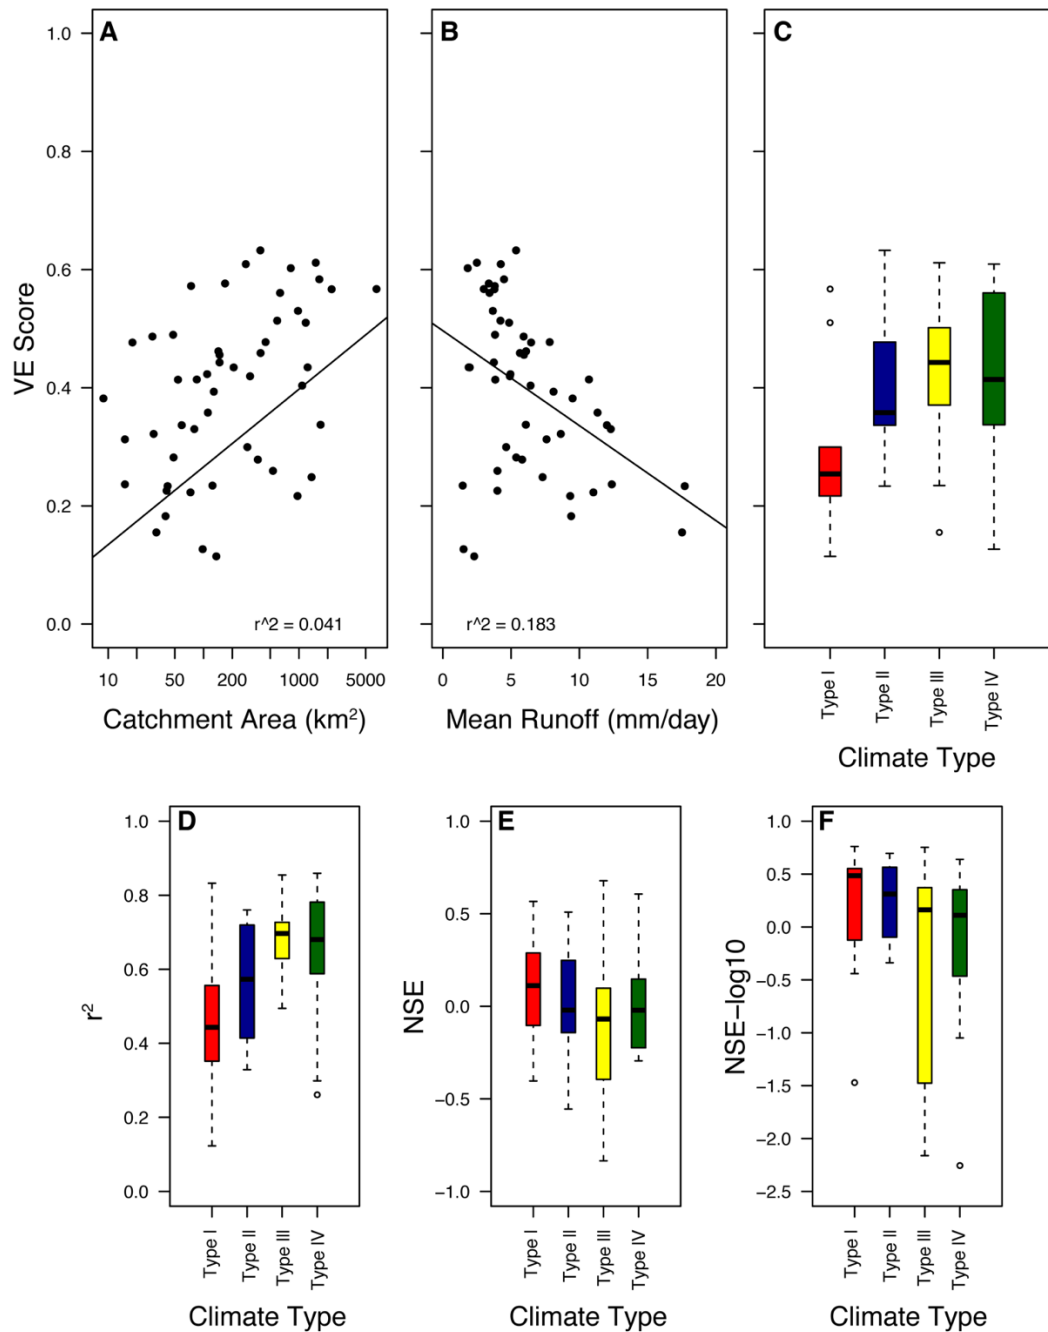 A
B
C
1.0
0.8
0.6
0.4
0.2
0.0
VE Score
r^2 = 0.041
r^2 = 0.183
10 50 200 1000 5000
0 5 10 15 20
Type I Type II Type III Type IV
Catchment Area (km²)
Mean Runoff (mm/day)
Climate Type
D
E
F
1.0
0.8
0.6
0.4
0.2
0.0
r²
1.0
0.5
0.0
−0.5
−1.0
NSE
1.0
0.5
0.0
−0.5
−1.0
−1.5
−2.0
−2.5
NSE−log10
Type I Type II Type III Type IV
Type I Type II Type III Type IV
Type I Type II Type III Type IV
Climate Type
Climate Type
Climate Type